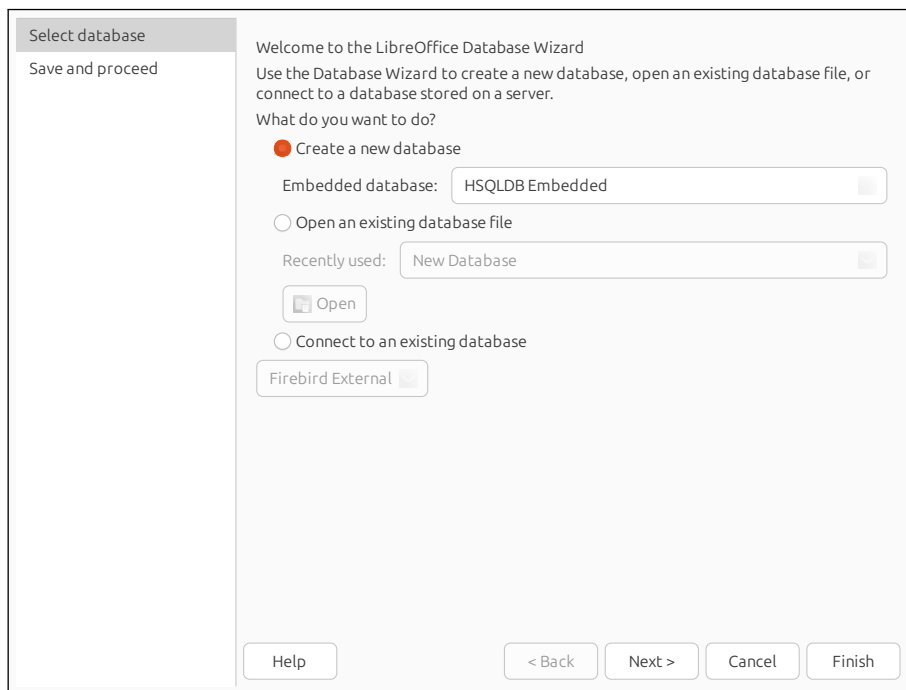 Select database
Save and proceed
Welcome to the LibreOffice Database Wizard
Use the Database Wizard to create a new database, open an existing database file, or
connect to a database stored on a server.
What do you want to do?
Create a new database
Embedded database: HSQLDB Embedded
Open an existing database file
Recently used: New Database
Open
Connect to an existing database
Firebird External
Help < Back Next > Cancel Finish